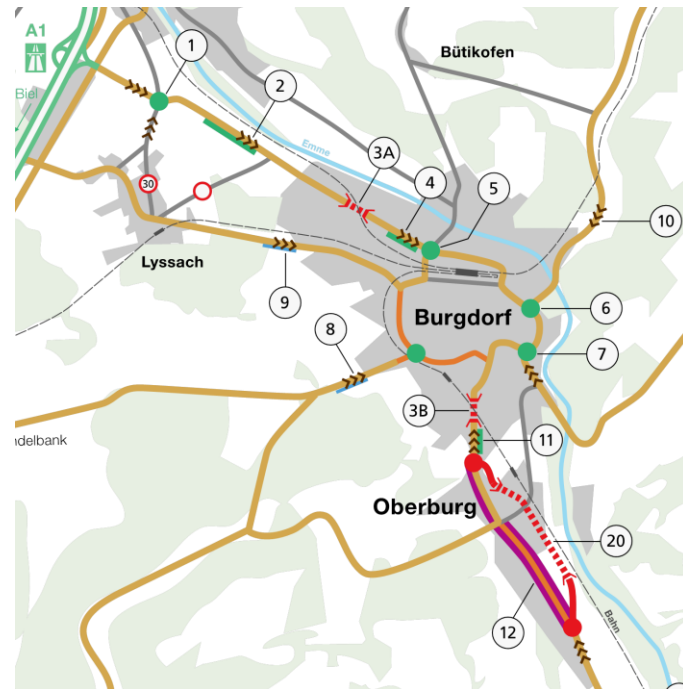 A1
1
Bütikofen
Biel
2
Emme
3A
4
5
30
10
Lyssach
9
6
Burgdorf
7
8
3B
ndelbank
11
Oberburg
20
12
Bahn